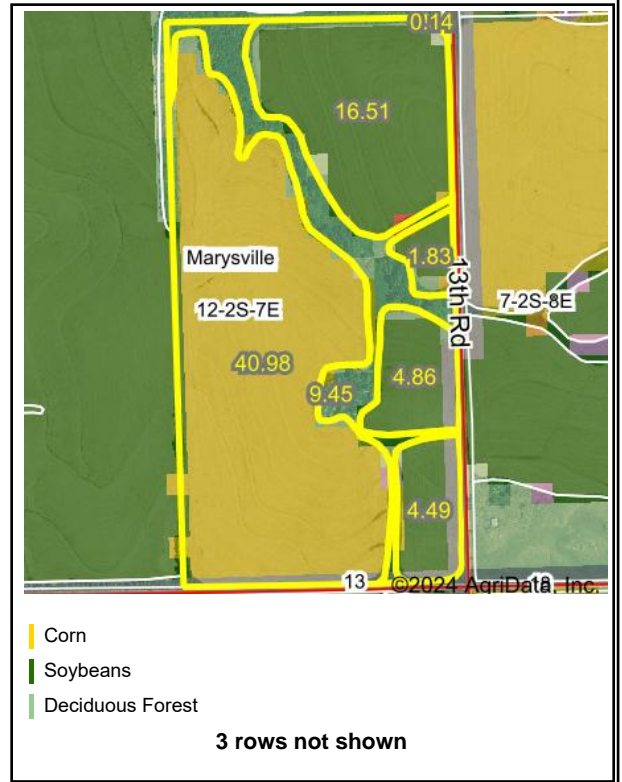 0.14
16.51
1.83
Marysville
7-2S-8E
13th Rd
12-2S-7E
40.98
4.86
9.45
4.49
13
©2024 AgriData, Inc.
Corn
Soybeans
Deciduous Forest
3 rows not shown